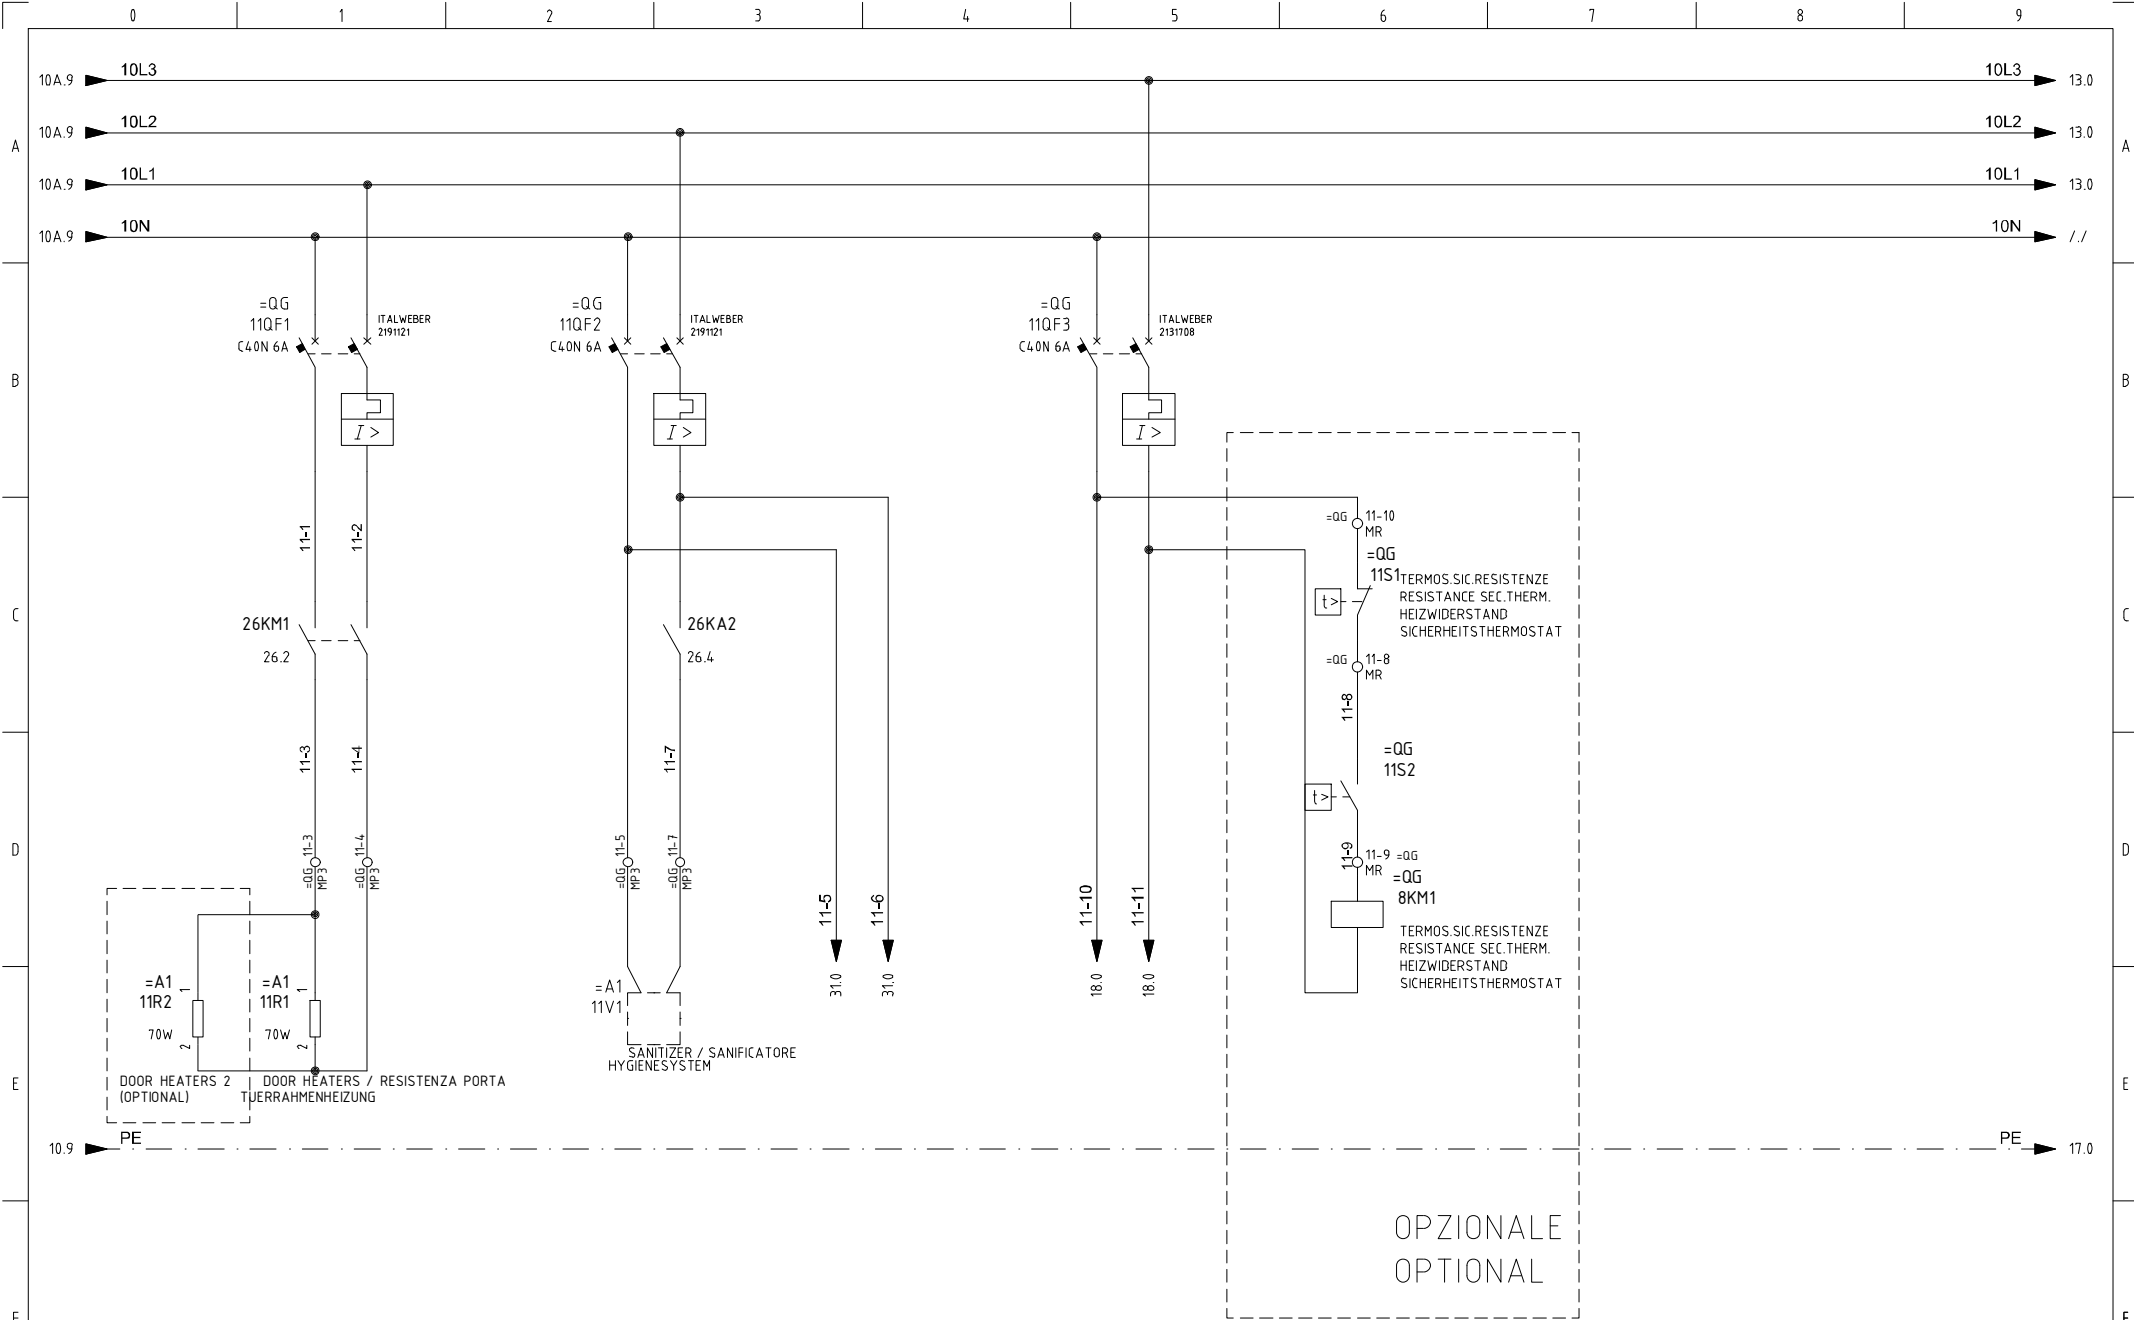 0 1 2 3 4 5 6 7 8 9
10A.9 10L3 10L3 13.0
10A.9 10L2 10L2 13.0
A A
10A.9 10L1 10L1 13.0
10A.9 10N 10N /./
=QG
11QF1
C40N 6A
ITALWEBER
2191121
=QG
11QF2
C40N 6A
ITALWEBER
2191121
=QG
11QF3
C40N 6A
ITALWEBER
2131708
B B
I >
I >
I >
11-1
11-2
=QG 11-10
MR
=QG
11S1
TERMOS.SIC.RESISTENZE
RESISTANCE SEC.THERM.
HEIZWIDERSTAND
SICHERHEITSTHERMOSTAT
t>
C C
26KM1
26.2
26KA2
26.4
=QG 11-8
MR
11-8
11-3
11-4
11-7
=QG
11S2
t>
D D
=QG 11-3
MP3
=QG 11-4
MP3
=QG 11-5
MP3
=QG 11-7
MP3
11-9
11-9 =QG
MR
=QG
8KM1
11-5
11-6
11-10
11-11
TERMOS.SIC.RESISTENZE
RESISTANCE SEC.THERM.
HEIZWIDERSTAND
SICHERHEITSTHERMOSTAT
31.0
31.0
18.0
18.0
=A1
11R2
70W
1
2
=A1
11R1
70W
1
2
=A1
11V1
SANITIZER / SANIFICATORE
HYGIENESYSTEM
DOOR HEATERS 2
(OPTIONAL)
DOOR HEATERS / RESISTENZA PORTA
TUERRAHMENHEIZUNG
E E
10.9 PE PE 17.0
OPZIONALE
OPTIONAL
F F